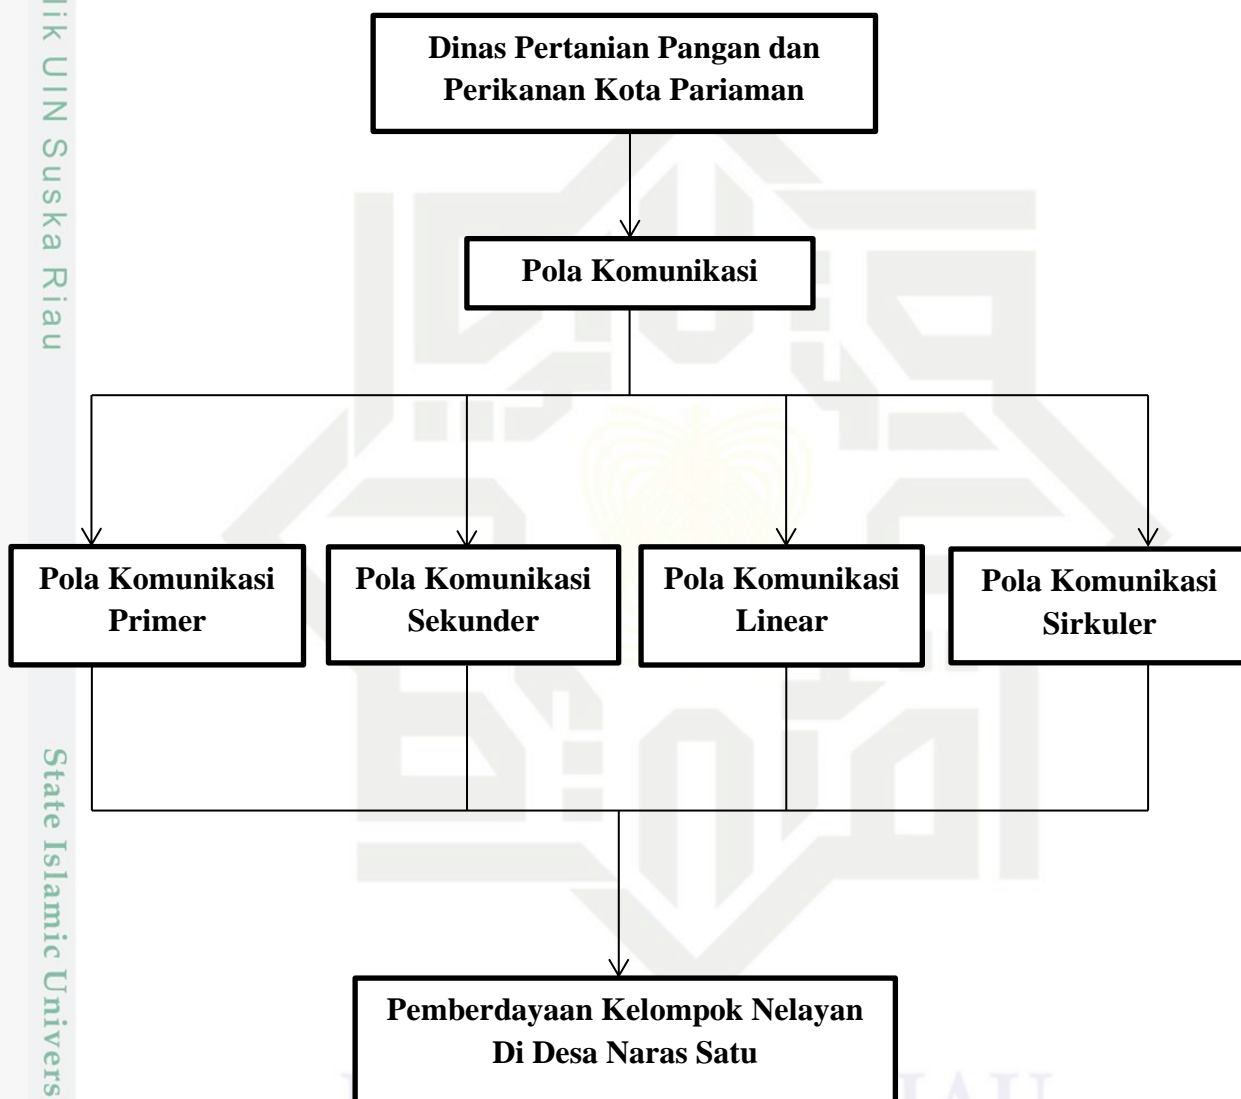 lik UIN Suska Riau
State Islamic Univers
Dinas Pertanian Pangan dan
Perikanan Kota Pariaman
Pola Komunikasi
Pola Komunikasi
Primer
Pola Komunikasi
Sekunder
Pola Komunikasi
Linear
Pola Komunikasi
Sirkuler
Pemberdayaan Kelompok Nelayan
Di Desa Naras Satu